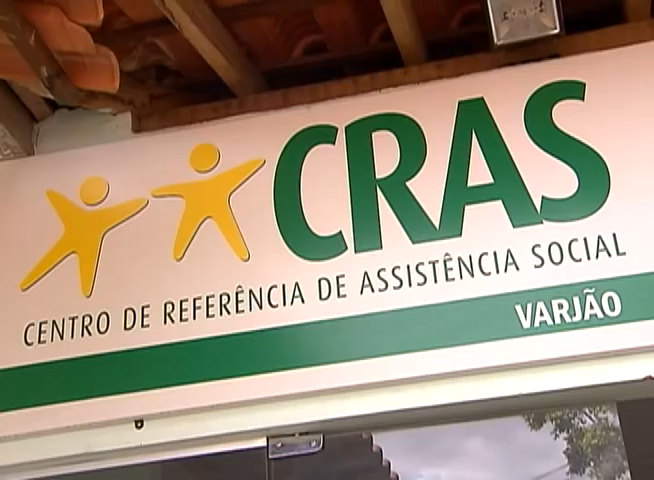 CRAS
CENTRO DE REFERÊNCIA DE ASSISTÊNCIA SOCIAL
VARJÃO